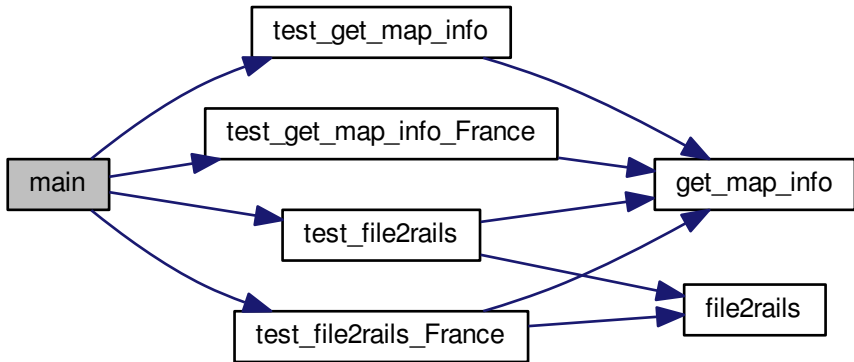 test_get_map_info
test_get_map_info_France
main
get_map_info
test_file2rails
file2rails
test_file2rails_France